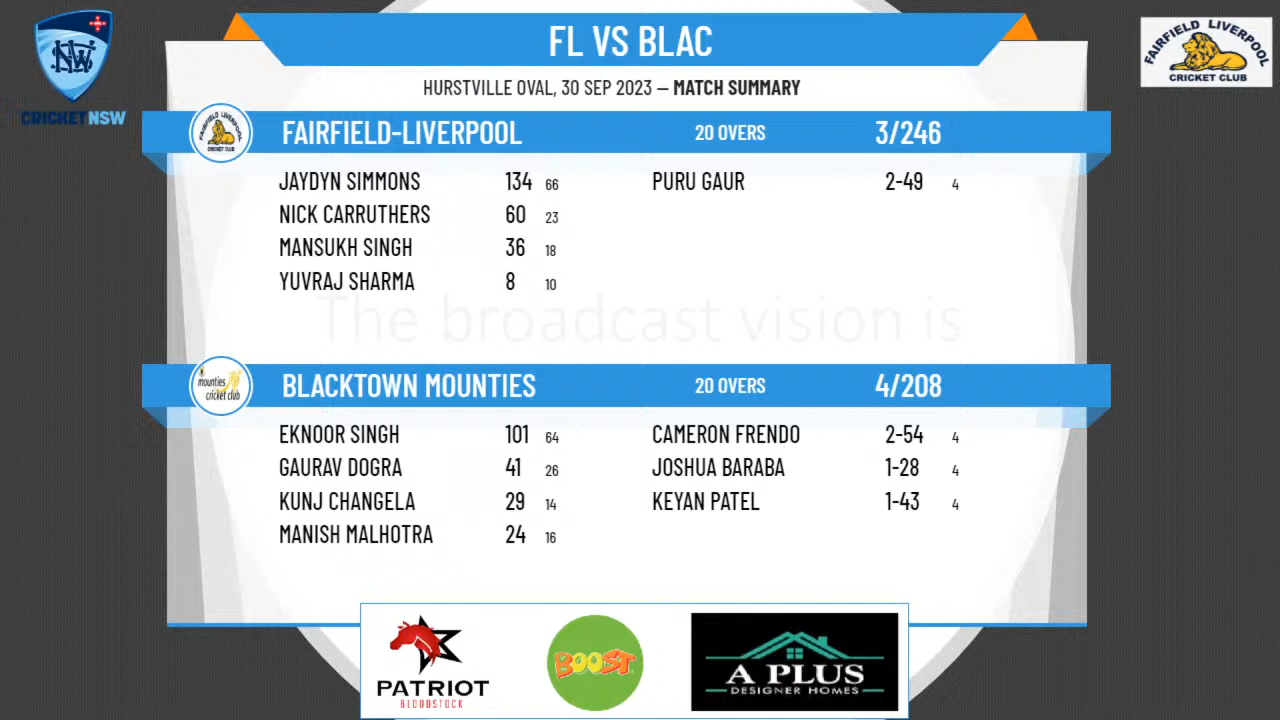 FL VS BLAC
FAIRFIELD LIVERPOOL
CRICKET CLUB
CRICKET NSW
HURSTVILLE OVAL, 30 SEP 2023 – MATCH SUMMARY
FAIRFIELD-LIVERPOOL 20 OVERS 3/246
JAYDYN SIMMONS 134 66 PURU GAUR 2-49 4
NICK CARRUTHERS 60 23
MANSUKH SINGH 36 18
YUVRAJ SHARMA 8 10
The broadcast vision is
mounties
cricket club
BLACKTOWN MOUNTIES 20 OVERS 4/208
EKNOOR SINGH 101 64 CAMERON FRENDO 2-54 4
GAURAV DOGRA 41 26 JOSHUA BARABA 1-28 4
KUNJ CHANGELA 29 14 KEYAN PATEL 1-43 4
MANISH MALHOTRA 24 16
PATRIOT
BLOODSTOCK
BOOST
A PLUS
DESIGNER HOMES